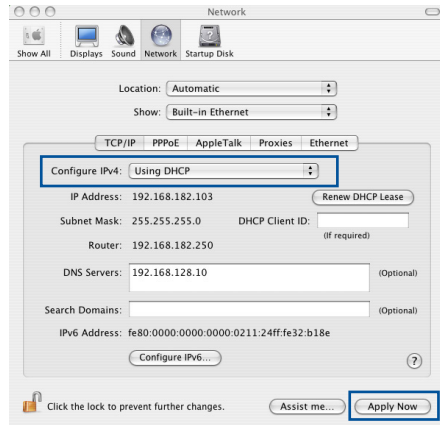 Network
Show All Displays Sound Network Startup Disk
Location: Automatic
Show: Built-in Ethernet
TCP/IP PPPoE AppleTalk Proxies Ethernet
Configure IPv4: Using DHCP
IP Address: 192.168.182.103 Renew DHCP Lease
Subnet Mask: 255.255.255.0 DHCP Client ID:
(If required)
Router: 192.168.182.250
DNS Servers: 192.168.128.10 (Optional)
Search Domains: (Optional)
IPv6 Address: fe80:0000:0000:0000:0211:24ff:fe32:b18e
Configure IPv6... ?
Click the lock to prevent further changes. Assist me... Apply Now